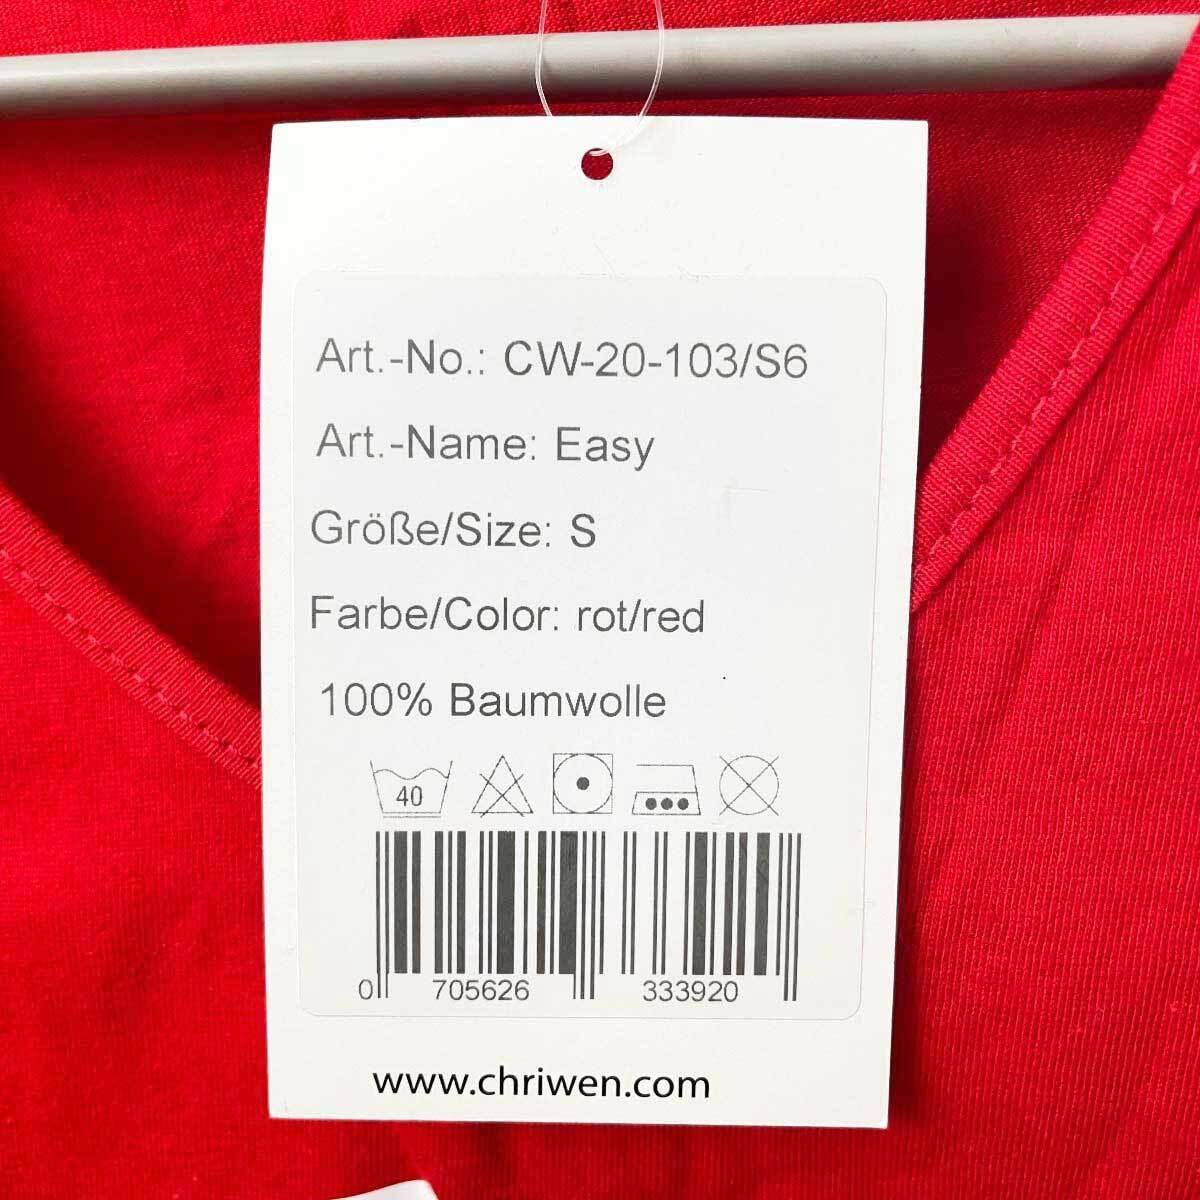 Art.-No.: CW-20-103/S6
Art.-Name: Easy
Größe/Size: S
Farbe/Color: rot/red
100% Baumwolle
40
0 705626 333920
www.chriwen.com